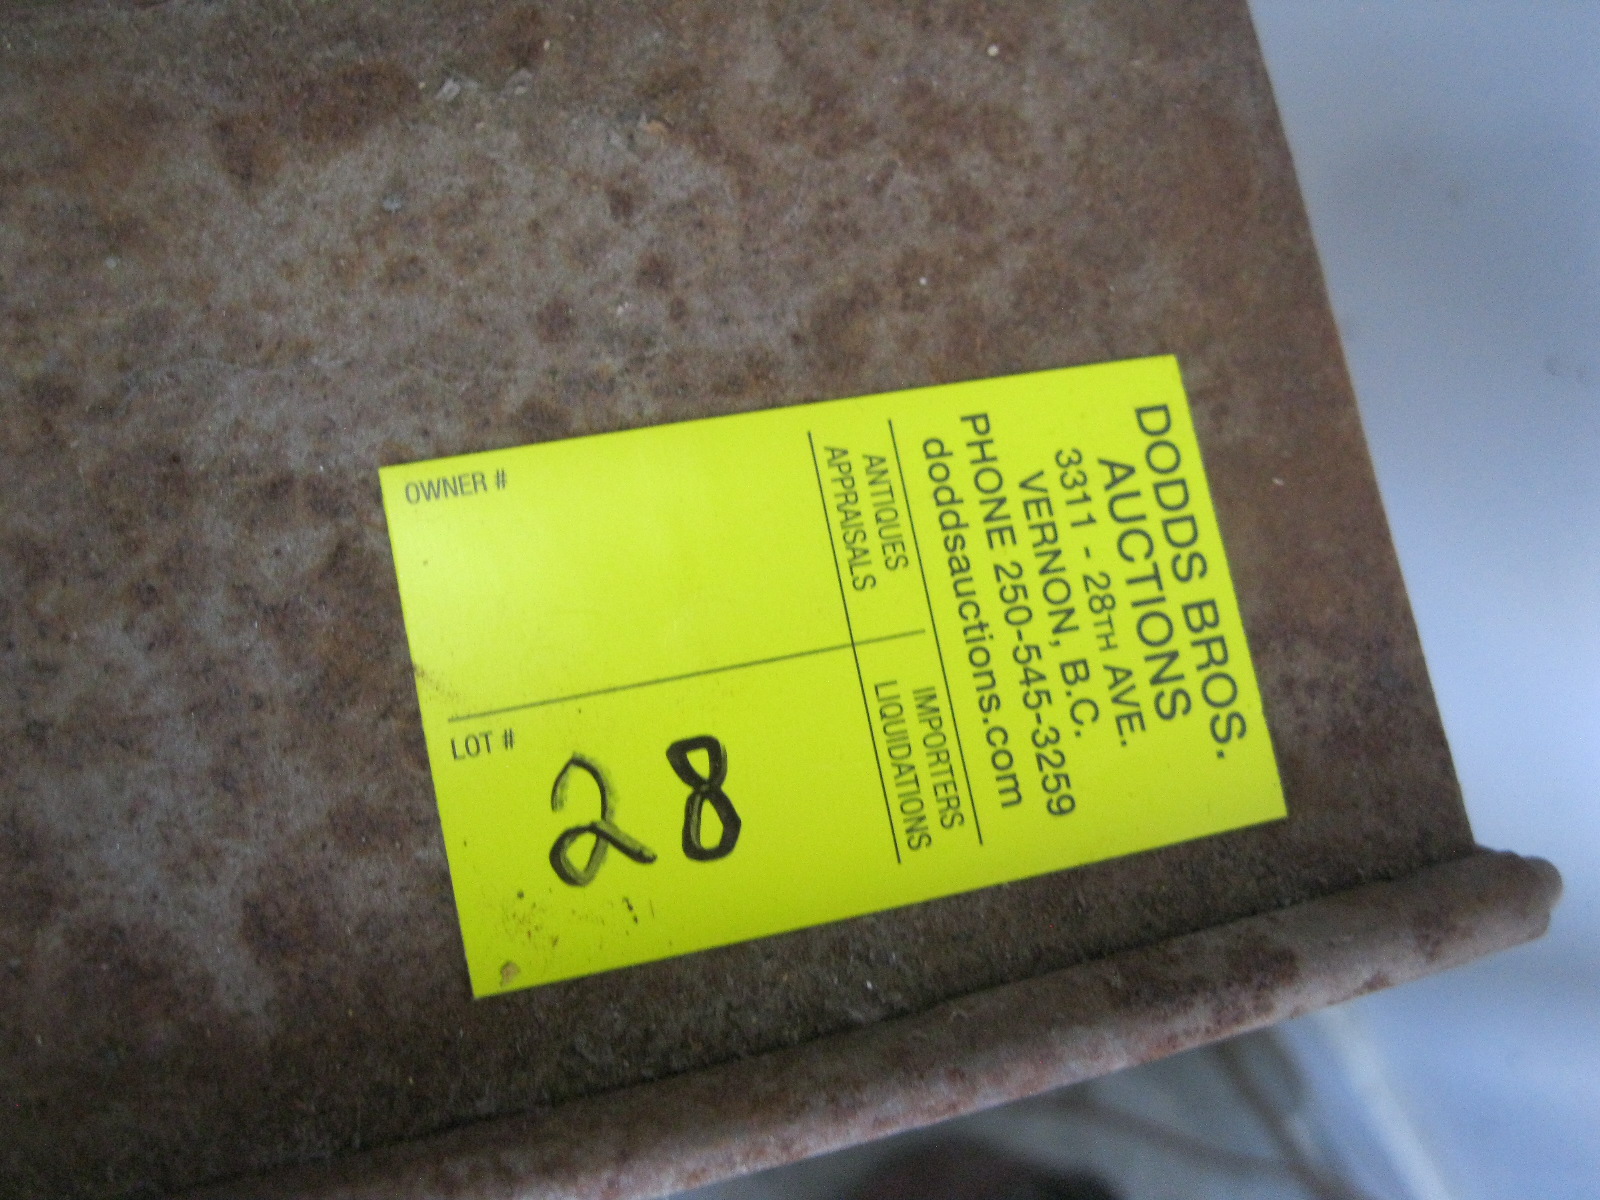 DODDS BROS.
AUCTIONS
3311 - 28TH AVE.
VERNON, B.C.
PHONE 250-545-3259
doddsauctions.com
ANTIQUES
APPRAISALS
IMPORTERS
LIQUIDATIONS
OWNER #
LOT #
28